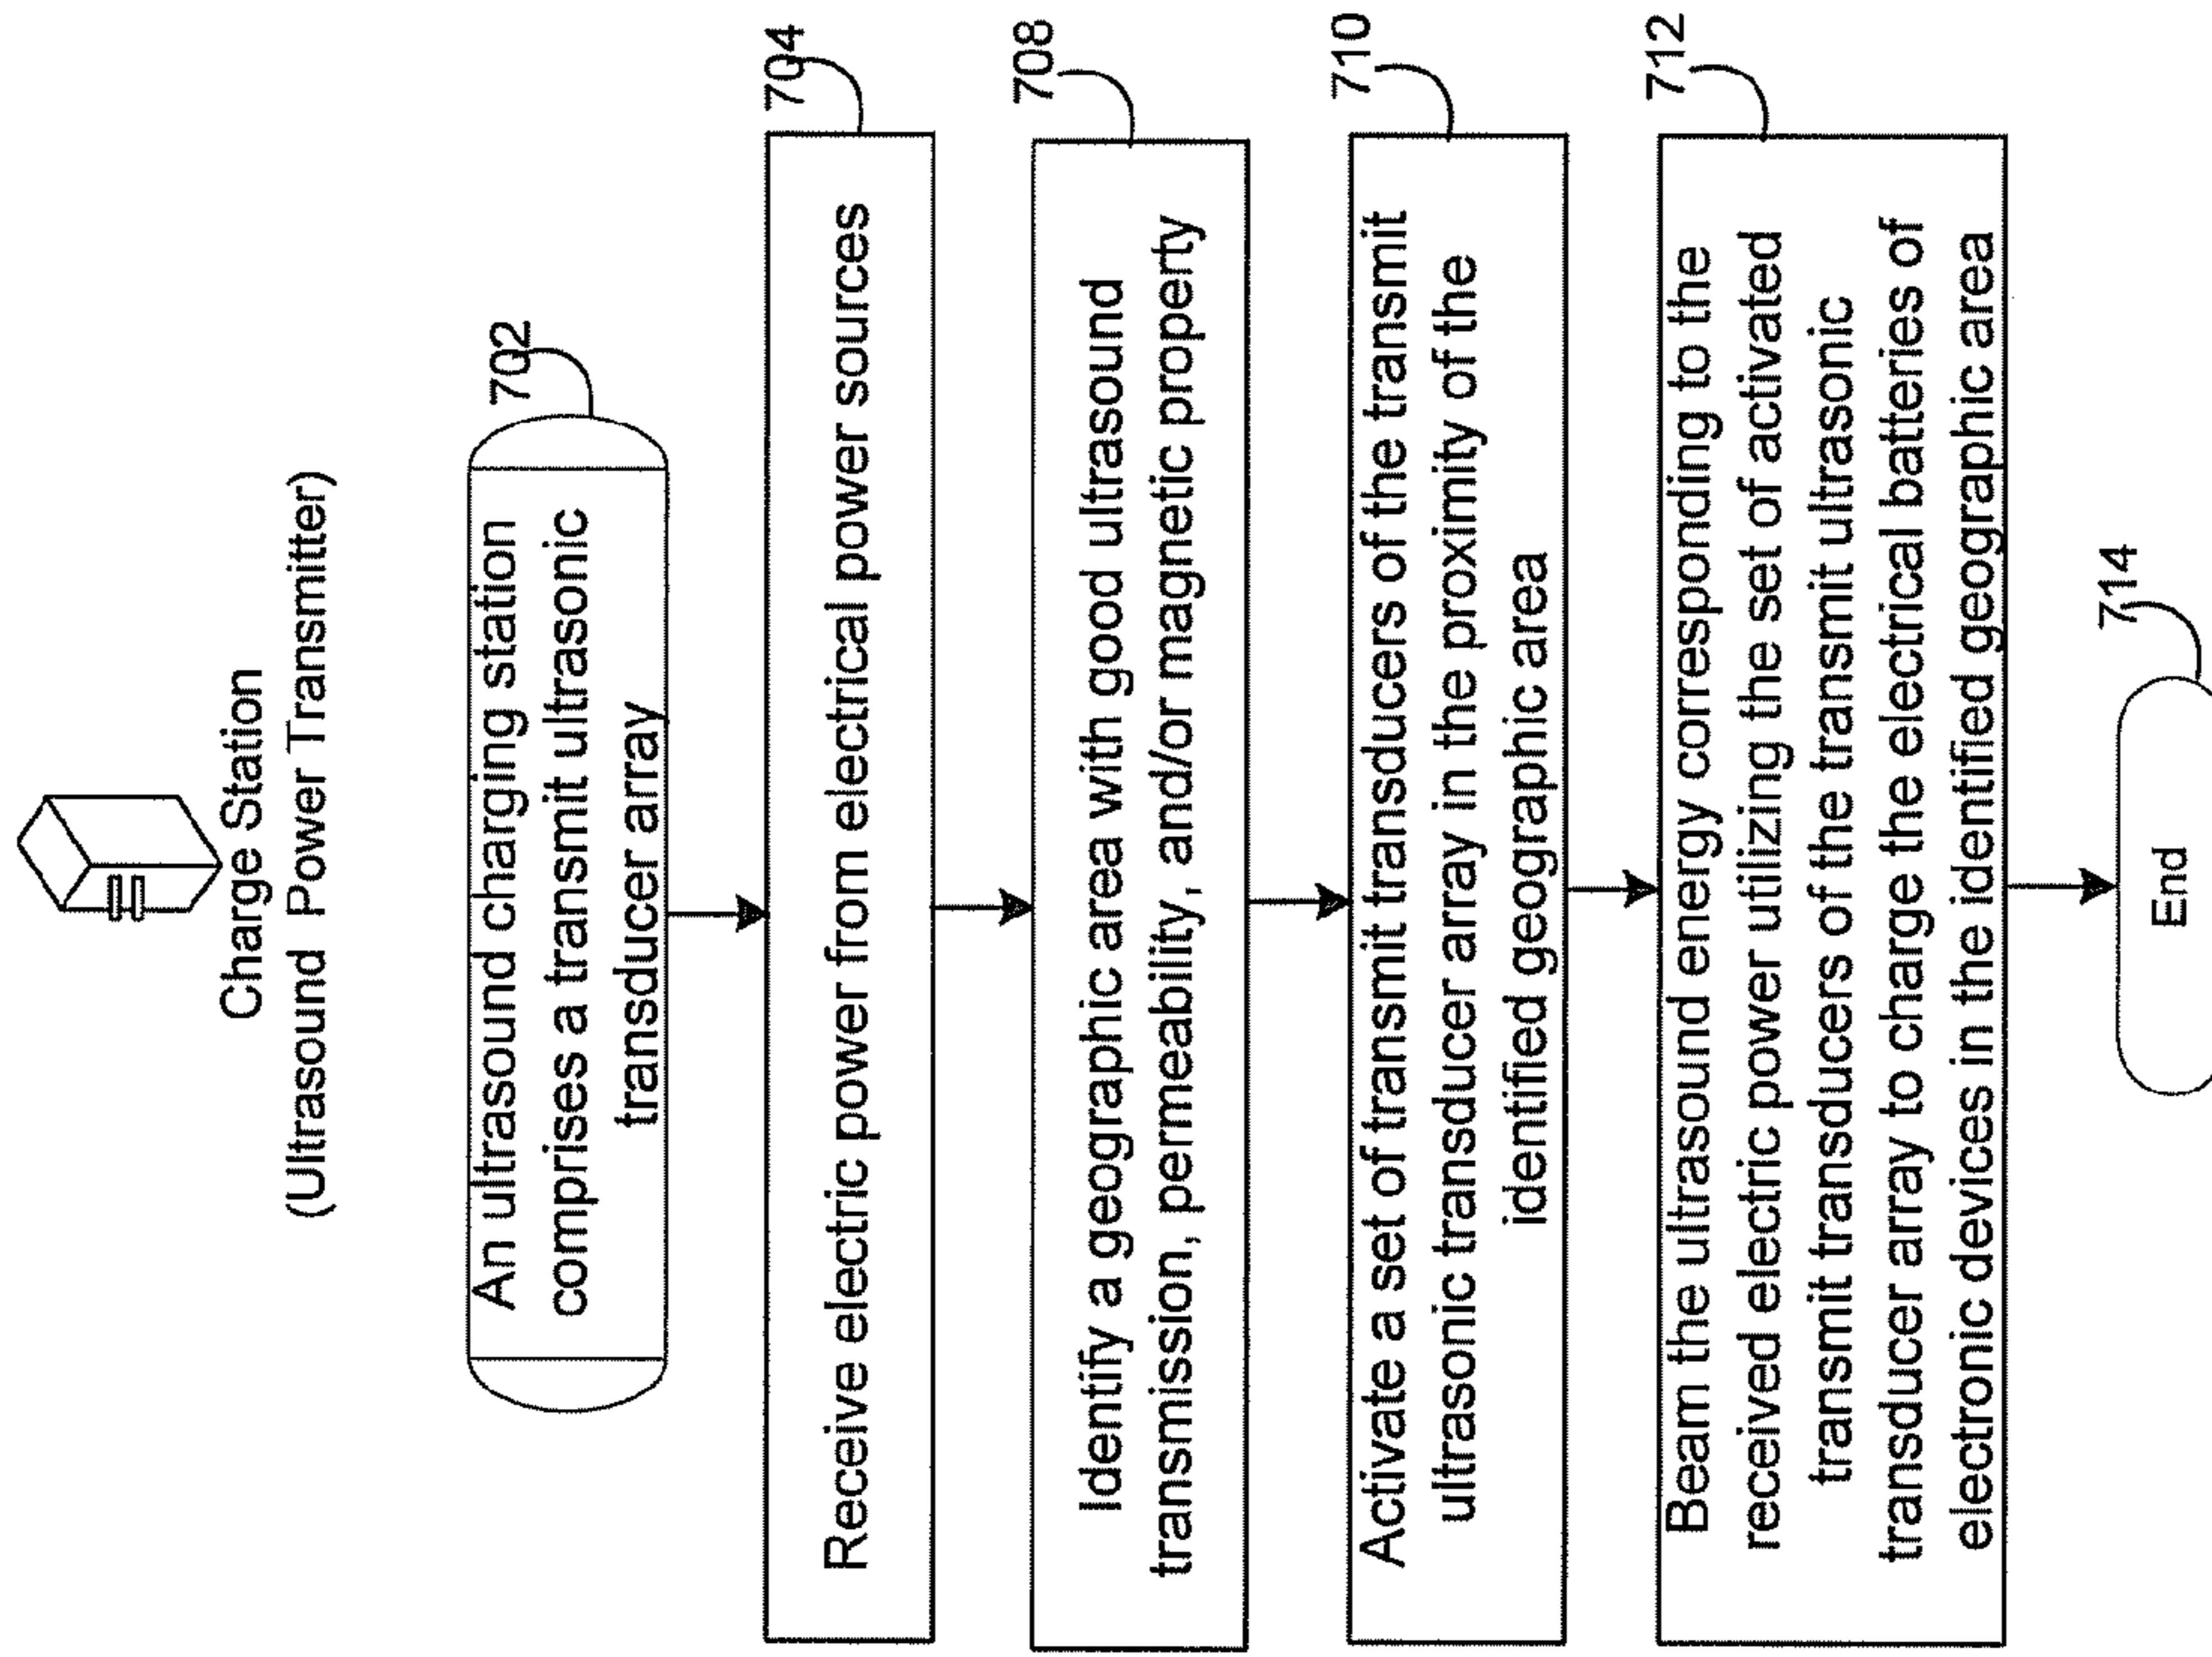 Charge Station
(Ultrasound Power Transmitter)
702
An ultrasound charging station
comprises a transmit ultrasonic
transducer array
704
Receive electric power from electrical power sources
708
Identify a geographic area with good ultrasound
transmission, permeability, and/or magnetic property
710
Activate a set of transmit transducers of the transmit
ultrasonic transducer array in the proximity of the
identified geographic area
712
Beam the ultrasound energy corresponding to the
received electric power utilizing the set of activated
transmit transducers of the transmit ultrasonic
transducer array to charge the electrical batteries of
electronic devices in the identified geographic area
714
End